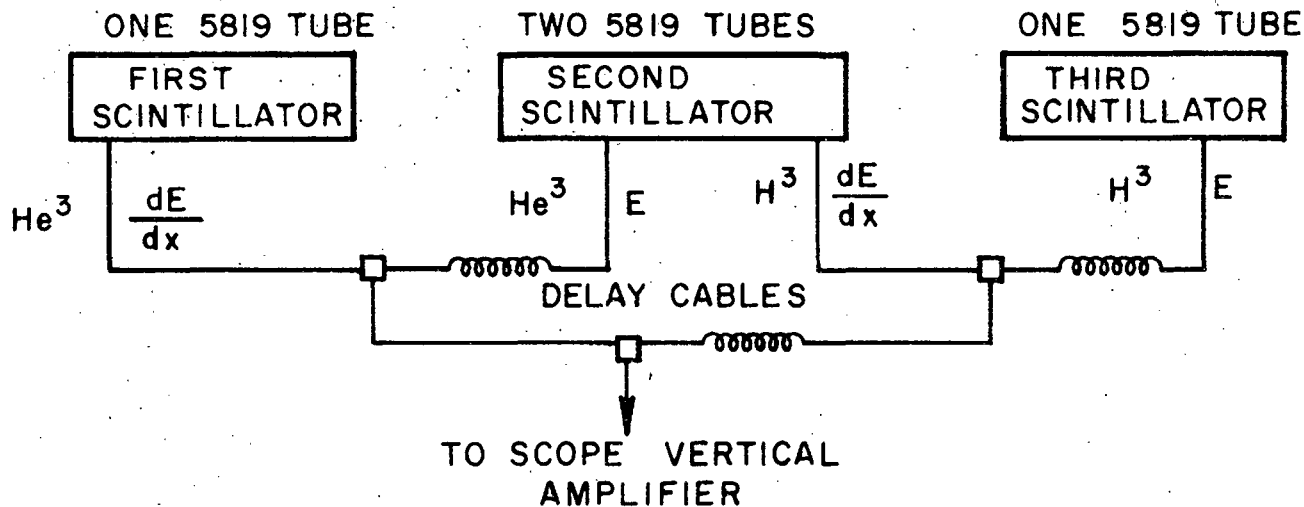 ONE 5819 TUBE
TWO 5819 TUBES
ONE 5819 TUBE
FIRST
SCINTILLATOR
SECOND
SCINTILLATOR
THIRD
SCINTILLATOR
He³
dE
dx
He³
E
H³
dE
dx
H³
E
DELAY CABLES
TO SCOPE VERTICAL
AMPLIFIER